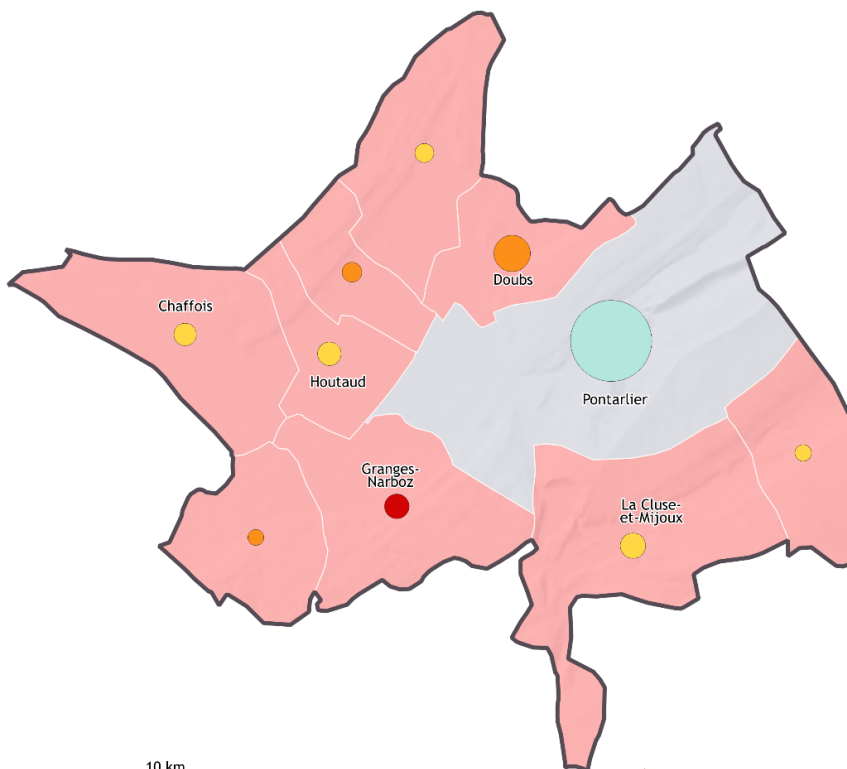 Doubs
Chaffois
Houtaud
Pontarlier
Granges-
Narboz
La Cluse-
et-Mijoux
10 km